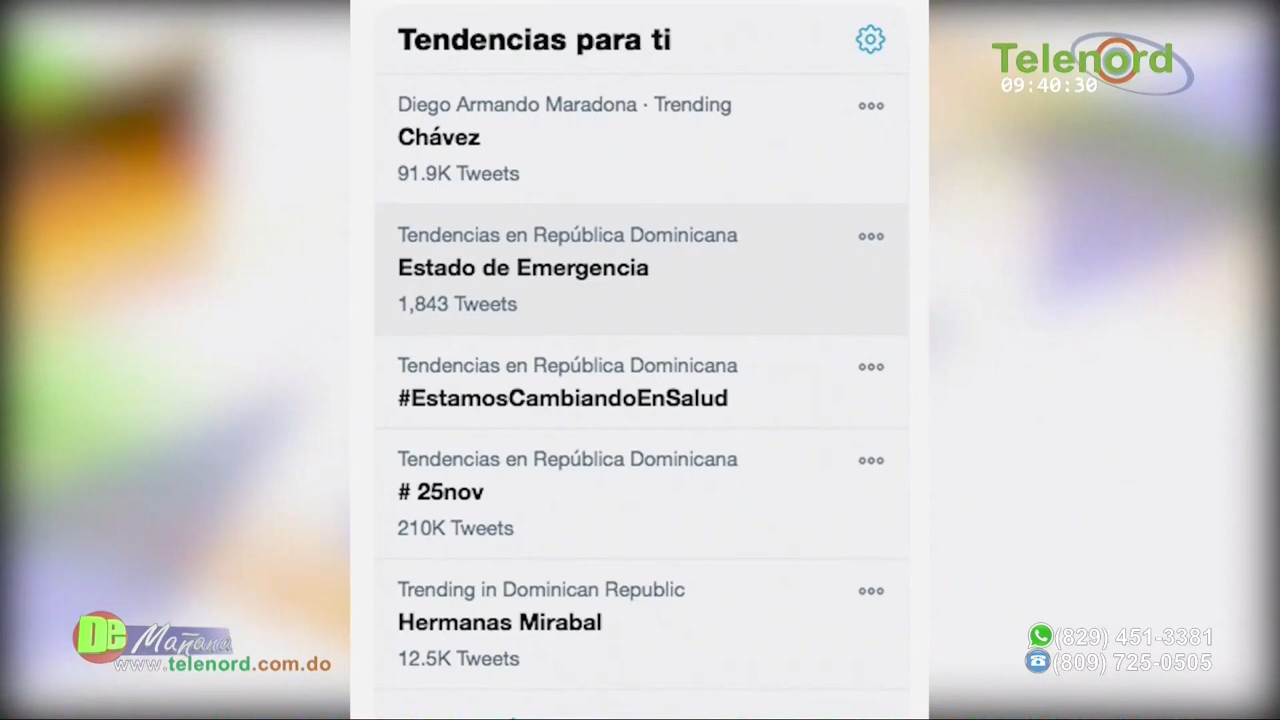 Tendencias para ti
Telenord
09:40:30
Diego Armando Maradona · Trending
Chávez
91.9K Tweets
Tendencias en República Dominicana
Estado de Emergencia
1,843 Tweets
Tendencias en República Dominicana
#EstamosCambiandoEnSalud
Tendencias en República Dominicana
# 25nov
210K Tweets
Trending in Dominican Republic
Hermanas Mirabal
12.5K Tweets
De Mañana
www.telenord.com.do
(829) 451-3381
(809) 725-0505